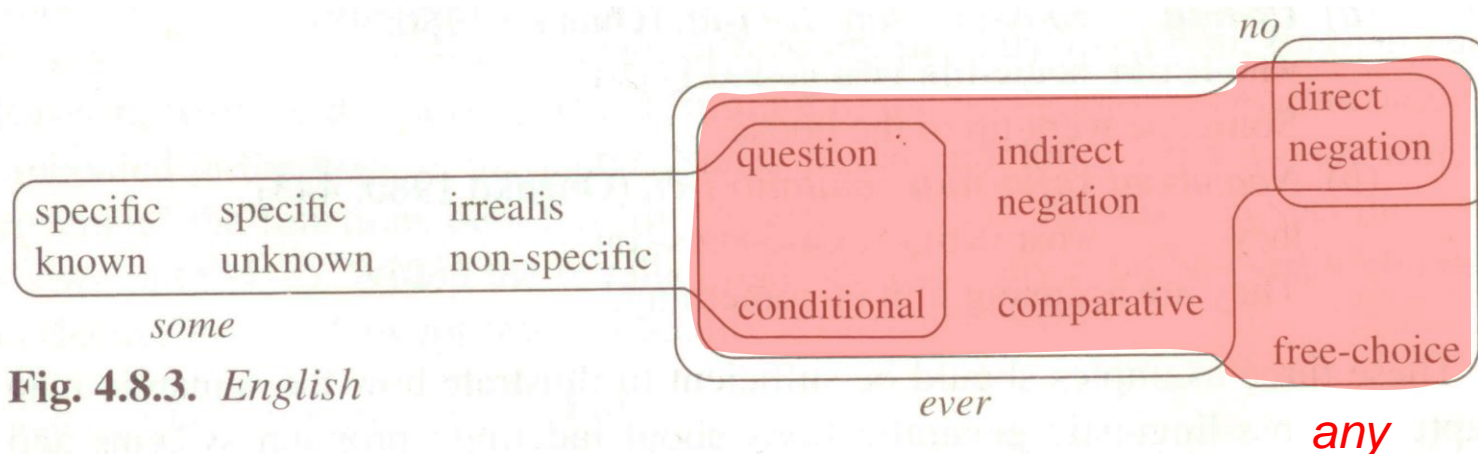 no
direct
question indirect negation
negation
specific specific irrealis
known unknown non-specific
conditional comparative
some
free-choice
Fig. 4.8.3. English
ever
any